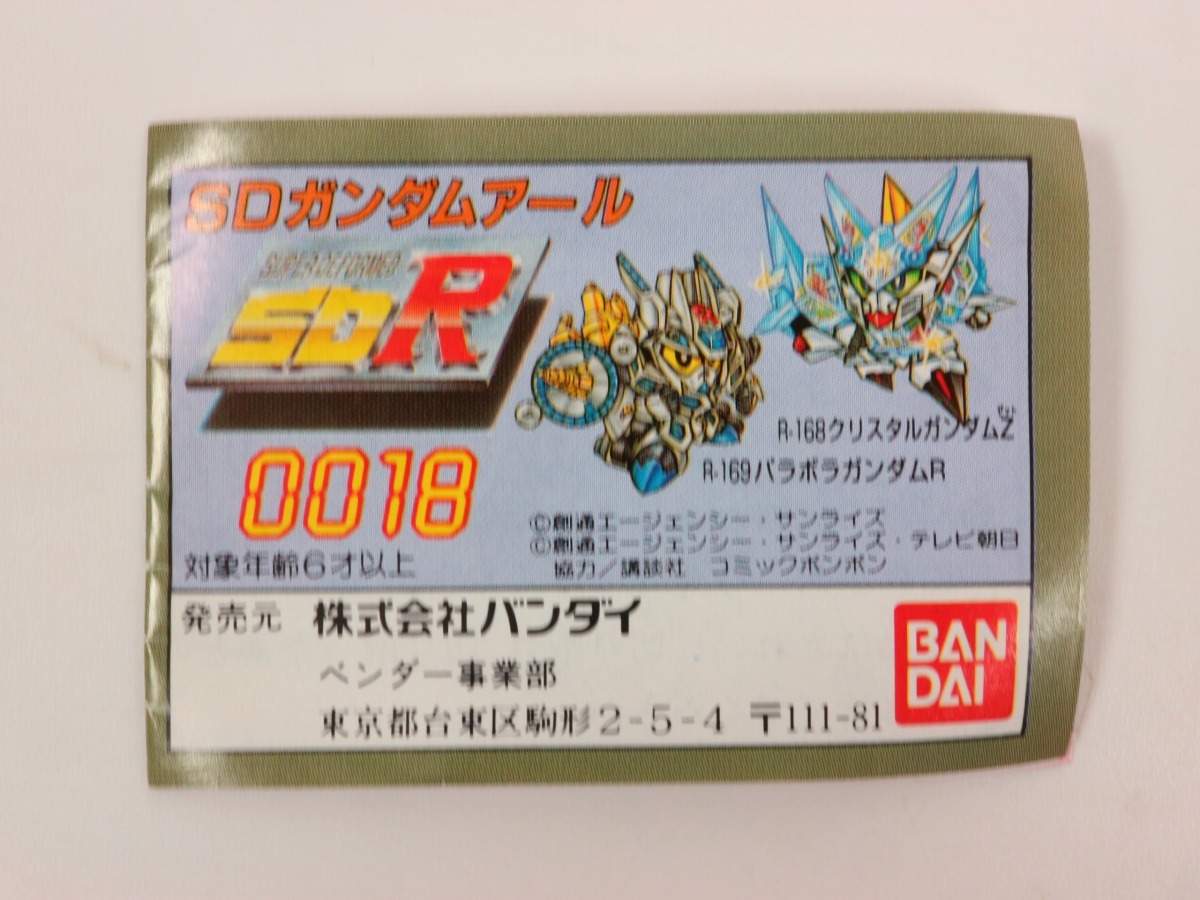 SDガンダムアール
SUPER DEFORMED
SDR
0018
対象年齢6才以上
R-168クリスタルガンダムZ
R-169パラボラガンダムR
©創通エージェンシー・サンライズ
©創通エージェンシー・サンライズ・テレビ朝日
協力/講談社 コミックボンボン
発売元 株式会社バンダイ
ベンダー事業部
東京都台東区駒形2-5-4 〒111-81
BAN
DAI